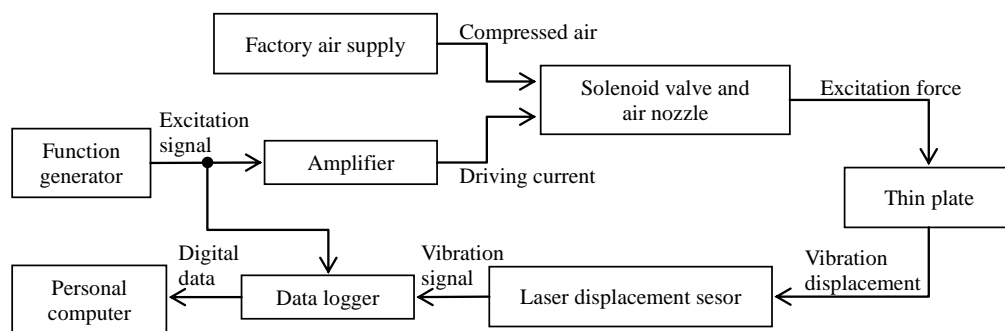 Factory air supply
Compressed air
Solenoid valve and
air nozzle
Excitation force
Excitation
signal
Function
generator
Amplifier
Driving current
Thin plate
Digital
data
Vibration
signal
Vibration
displacement
Personal
computer
Data logger
Laser displacement sesor